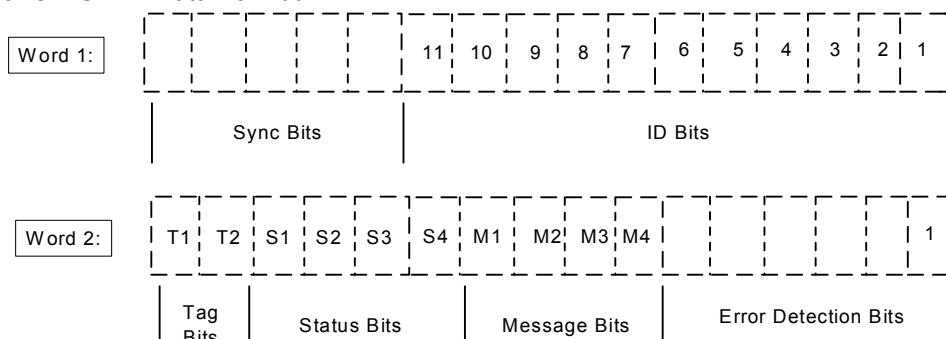 Word 1:
11 10 9 8 7 6 5 4 3 2 1
Sync Bits ID Bits
Word 2:
T1 T2 S1 S2 S3 S4 M1 M2 M3 M4 1
Tag Bits Status Bits Message Bits Error Detection Bits